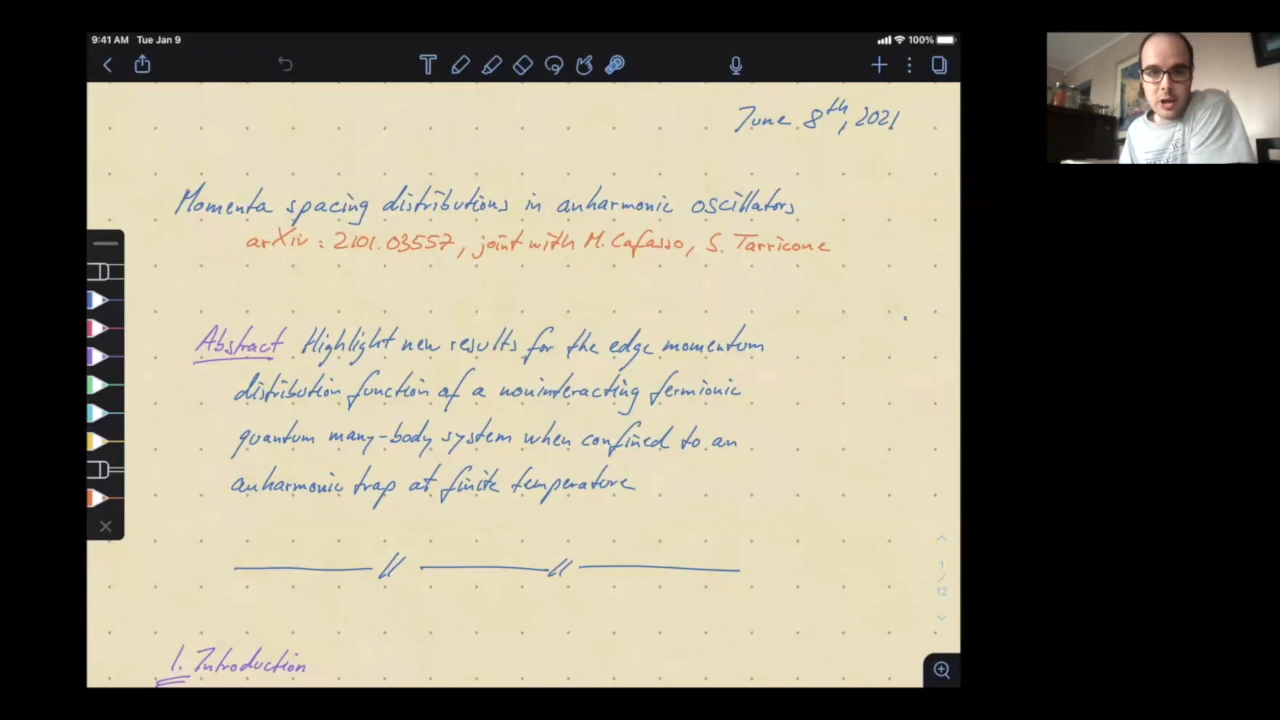 9:41 AM Tue Jan 9
100%
T
June 8th, 2021
Momenta spacing distributions in anharmonic oscillators
arXiv: 2101.03557, joint with M. Cafasso, S. Tarricone
Abstract Highlight new results for the edge momentum
distribution function of a noninteracting fermionic
quantum many-body system when confined to an
anharmonic trap at finite temperature
1
/
12
1. Introduction